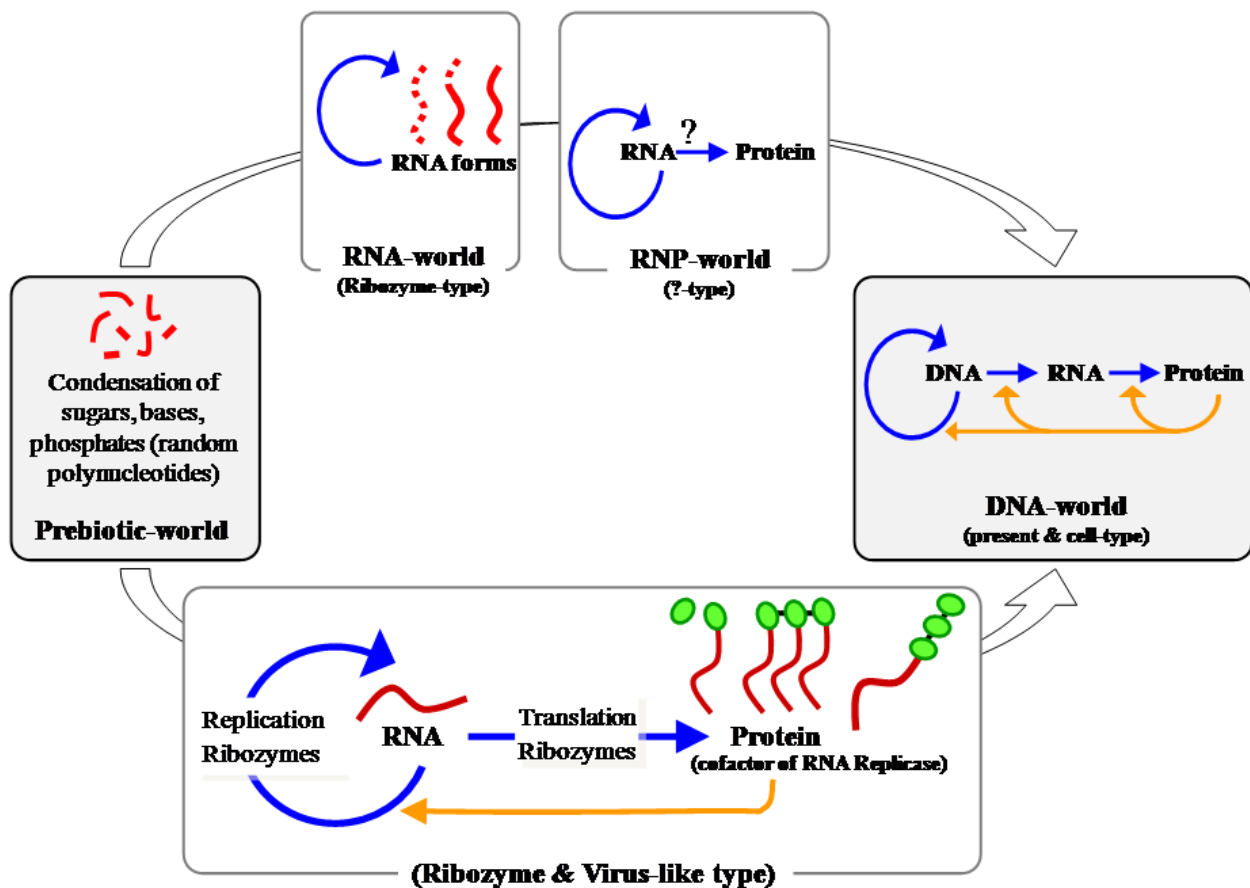 RNA forms
RNA-world
(Ribozyme-type)
?
RNA
Protein
RNP-world
(?-type)
Condensation of
sugars, bases,
phosphates (random
polynucleotides)
Prebiotic-world
DNA
RNA
Protein
DNA-world
(present & cell-type)
Replication
Ribozymes
RNA
Translation
Ribozymes
Protein
(cofactor of RNA Replicase)
(Ribozyme & Virus-like type)